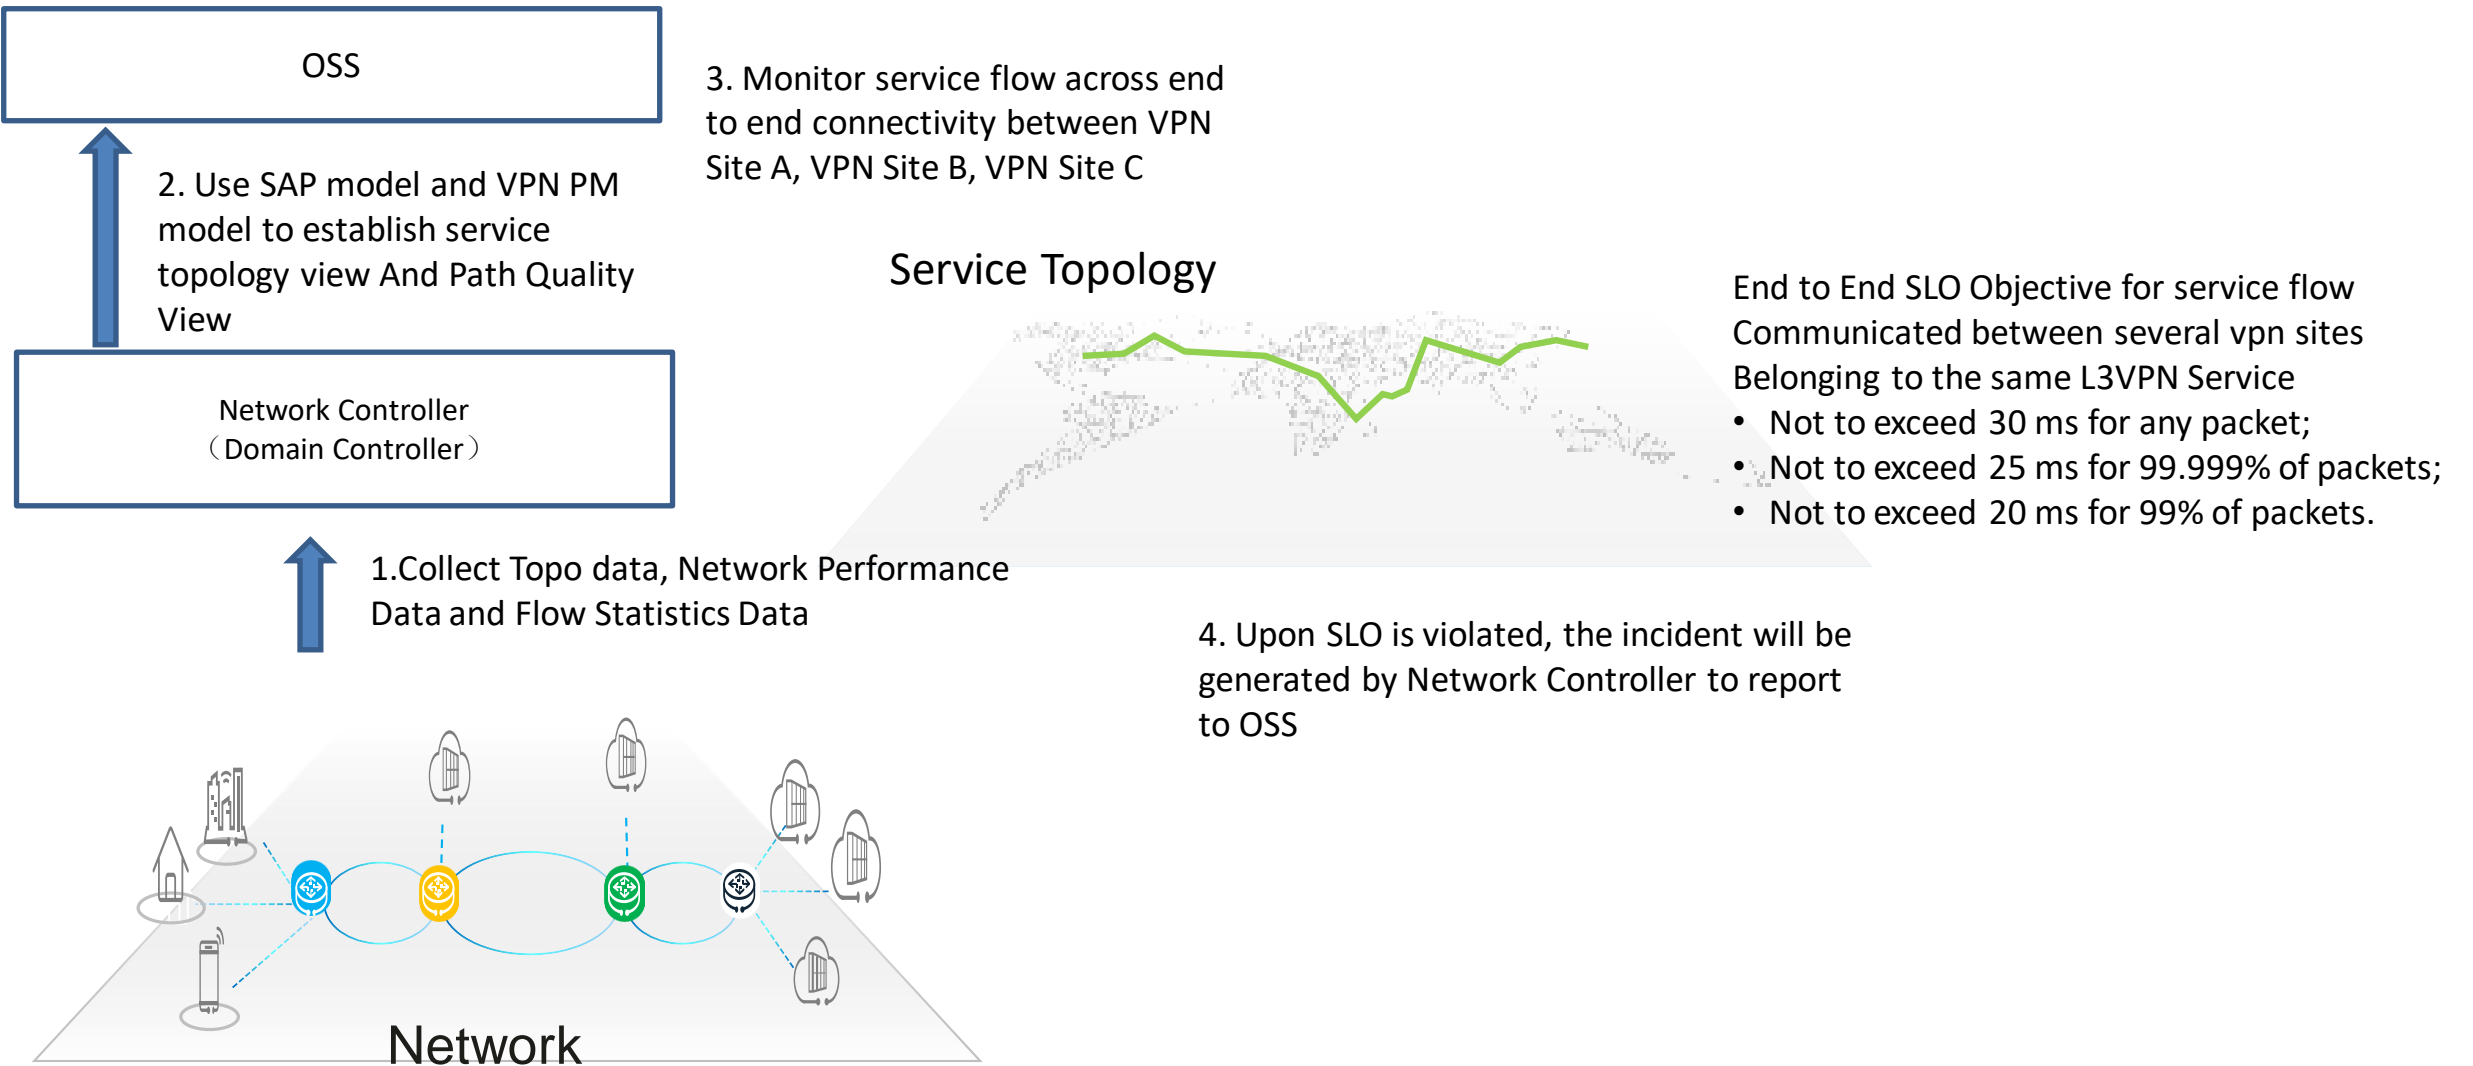 OSS
2. Use SAP model and VPN PM
model to establish service
topology view And Path Quality
View
Network Controller
（Domain Controller）
1.Collect Topo data, Network Performance
Data and Flow Statistics Data
Network
3. Monitor service flow across end
to end connectivity between VPN
Site A, VPN Site B, VPN Site C
Service Topology
End to End SLO Objective for service flow
Communicated between several vpn sites
Belonging to the same L3VPN Service
• Not to exceed 30 ms for any packet;
• Not to exceed 25 ms for 99.999% of packets;
• Not to exceed 20 ms for 99% of packets.
4. Upon SLO is violated, the incident will be
generated by Network Controller to report
to OSS